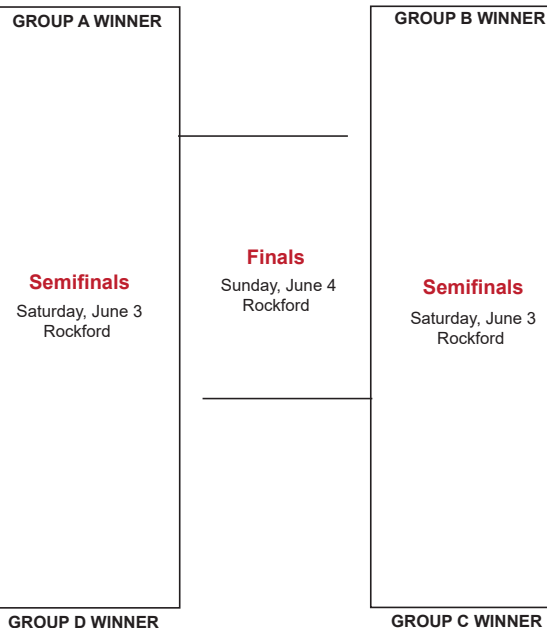 GROUP A WINNER
GROUP B WINNER
Finals
Sunday, June 4
Rockford
Semifinals
Saturday, June 3
Rockford
Semifinals
Saturday, June 3
Rockford
GROUP D WINNER
GROUP C WINNER